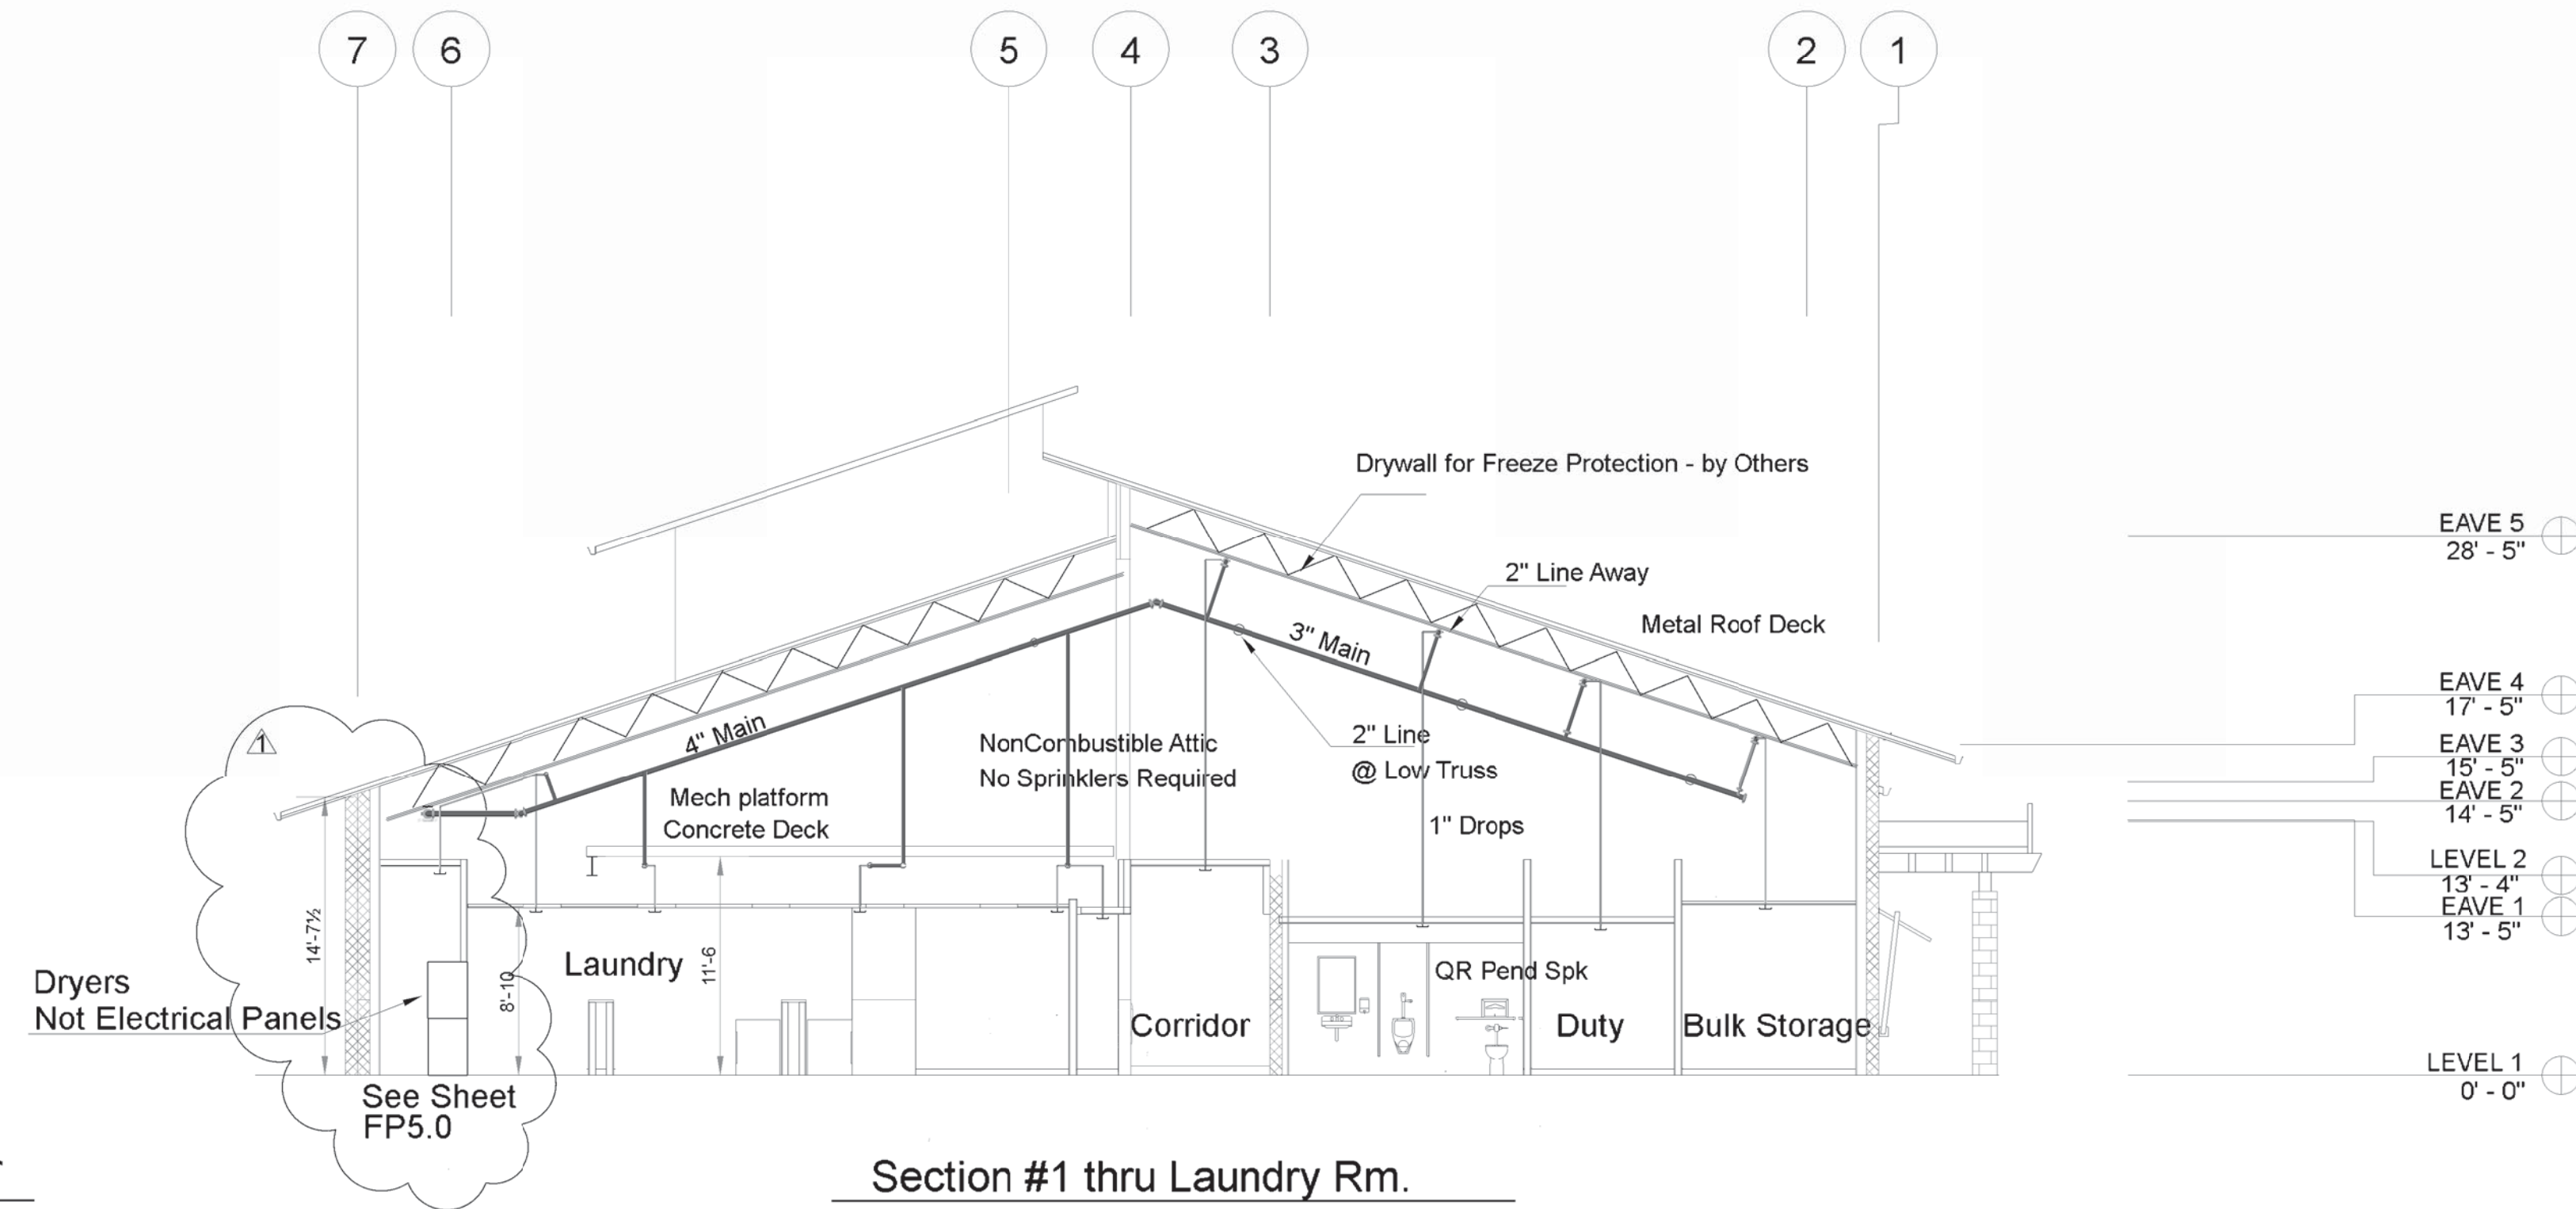 7
6
5
4
3
2
1
Drywall for Freeze Protection - by Others
EAVE 5
28' - 5"
2" Line Away
Metal Roof Deck
3" Main
EAVE 4
17' - 5"
1
4" Main
NonCombustible Attic
No Sprinklers Required
2" Line
@ Low Truss
EAVE 3
15' - 5"
Mech platform
Concrete Deck
EAVE 2
14' - 5"
1" Drops
LEVEL 2
13' - 4"
EAVE 1
13' - 5"
14'-7½
8'-10
11'-6
Laundry
QR Pend Spk
Dryers
Not Electrical Panels
Corridor
Duty
Bulk Storage
LEVEL 1
0' - 0"
See Sheet
FP5.0
Section #1 thru Laundry Rm.